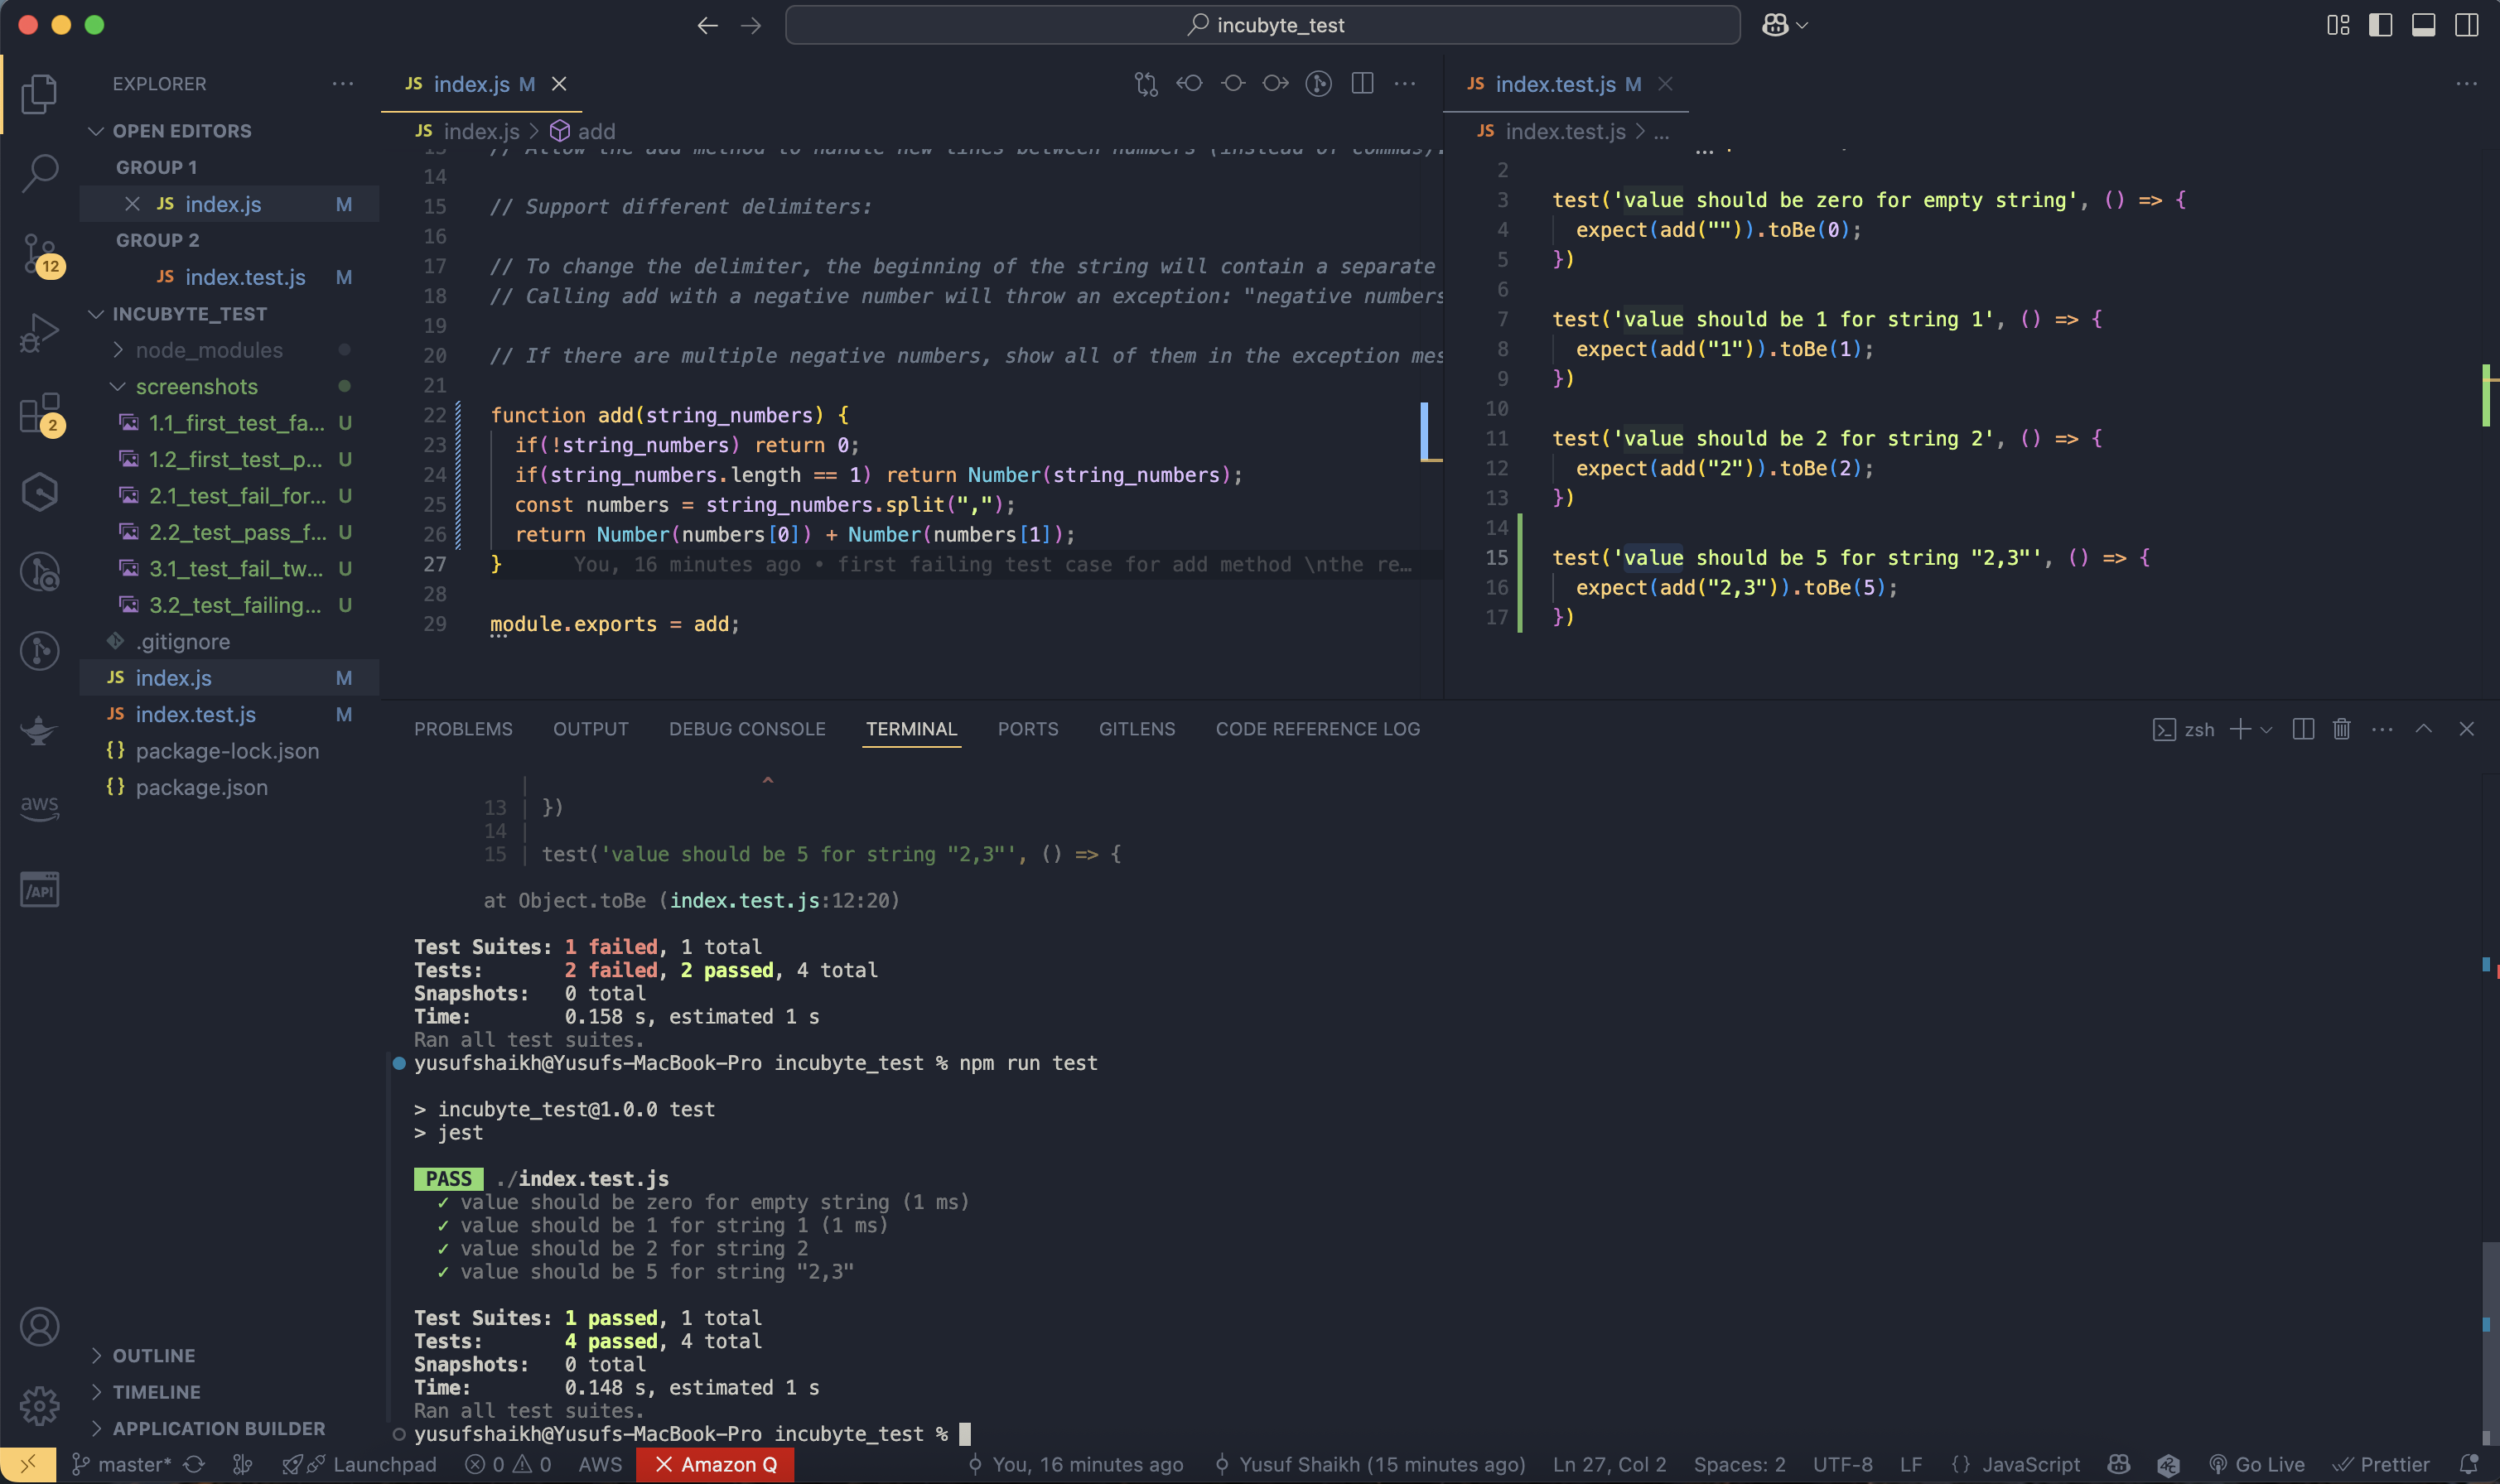 incubyte_test
EXPLORER
OPEN EDITORS
GROUP 1
JS index.js M
GROUP 2
JS index.test.js M
INCUBYTE_TEST
node_modules
screenshots
1.1_first_test_fa... U
1.2_first_test_p... U
2.1_test_fail_for... U
2.2_test_pass_f... U
3.1_test_fail_tw... U
3.2_test_failing... U
.gitignore
JS index.js M
JS index.test.js M
{} package-lock.json
{} package.json
OUTLINE
TIMELINE
APPLICATION BUILDER
12
2
aws
/API
JS index.js M
JS index.js > add
13 // Allow the add method to handle new lines between numbers (instead of commas).
14
15 // Support different delimiters:
16
17 // To change the delimiter, the beginning of the string will contain a separate
18 // Calling add with a negative number will throw an exception: "negative numbers
19
20 // If there are multiple negative numbers, show all of them in the exception mes
21
22 function add(string_numbers) {
23 if(!string_numbers) return 0;
24 if(string_numbers.length == 1) return Number(string_numbers);
25 const numbers = string_numbers.split(",");
26 return Number(numbers[0]) + Number(numbers[1]);
27 } You, 16 minutes ago • first failing test case for add method \nthe re…
28
29 module.exports = add;
JS index.test.js M
JS index.test.js > ...
2
3 test('value should be zero for empty string', () => {
4 expect(add("")).toBe(0);
5 })
6
7 test('value should be 1 for string 1', () => {
8 expect(add("1")).toBe(1);
9 })
10
11 test('value should be 2 for string 2', () => {
12 expect(add("2")).toBe(2);
13 })
14
15 test('value should be 5 for string "2,3"', () => {
16 expect(add("2,3")).toBe(5);
17 })
PROBLEMS OUTPUT DEBUG CONSOLE TERMINAL PORTS GITLENS CODE REFERENCE LOG
zsh
| ^
13 | })
14 |
15 | test('value should be 5 for string "2,3"', () => {
at Object.toBe (index.test.js:12:20)
Test Suites: 1 failed, 1 total
Tests: 2 failed, 2 passed, 4 total
Snapshots: 0 total
Time: 0.158 s, estimated 1 s
Ran all test suites.
yusufshaikh@Yusufs-MacBook-Pro incubyte_test % npm run test
> incubyte_test@1.0.0 test
> jest
PASS ./index.test.js
✓ value should be zero for empty string (1 ms)
✓ value should be 1 for string 1 (1 ms)
✓ value should be 2 for string 2
✓ value should be 5 for string "2,3"
Test Suites: 1 passed, 1 total
Tests: 4 passed, 4 total
Snapshots: 0 total
Time: 0.148 s, estimated 1 s
Ran all test suites.
yusufshaikh@Yusufs-MacBook-Pro incubyte_test %
master* Launchpad 0 0 AWS Amazon Q You, 16 minutes ago Yusuf Shaikh (15 minutes ago) Ln 27, Col 2 Spaces: 2 UTF-8 LF {} JavaScript Go Live Prettier